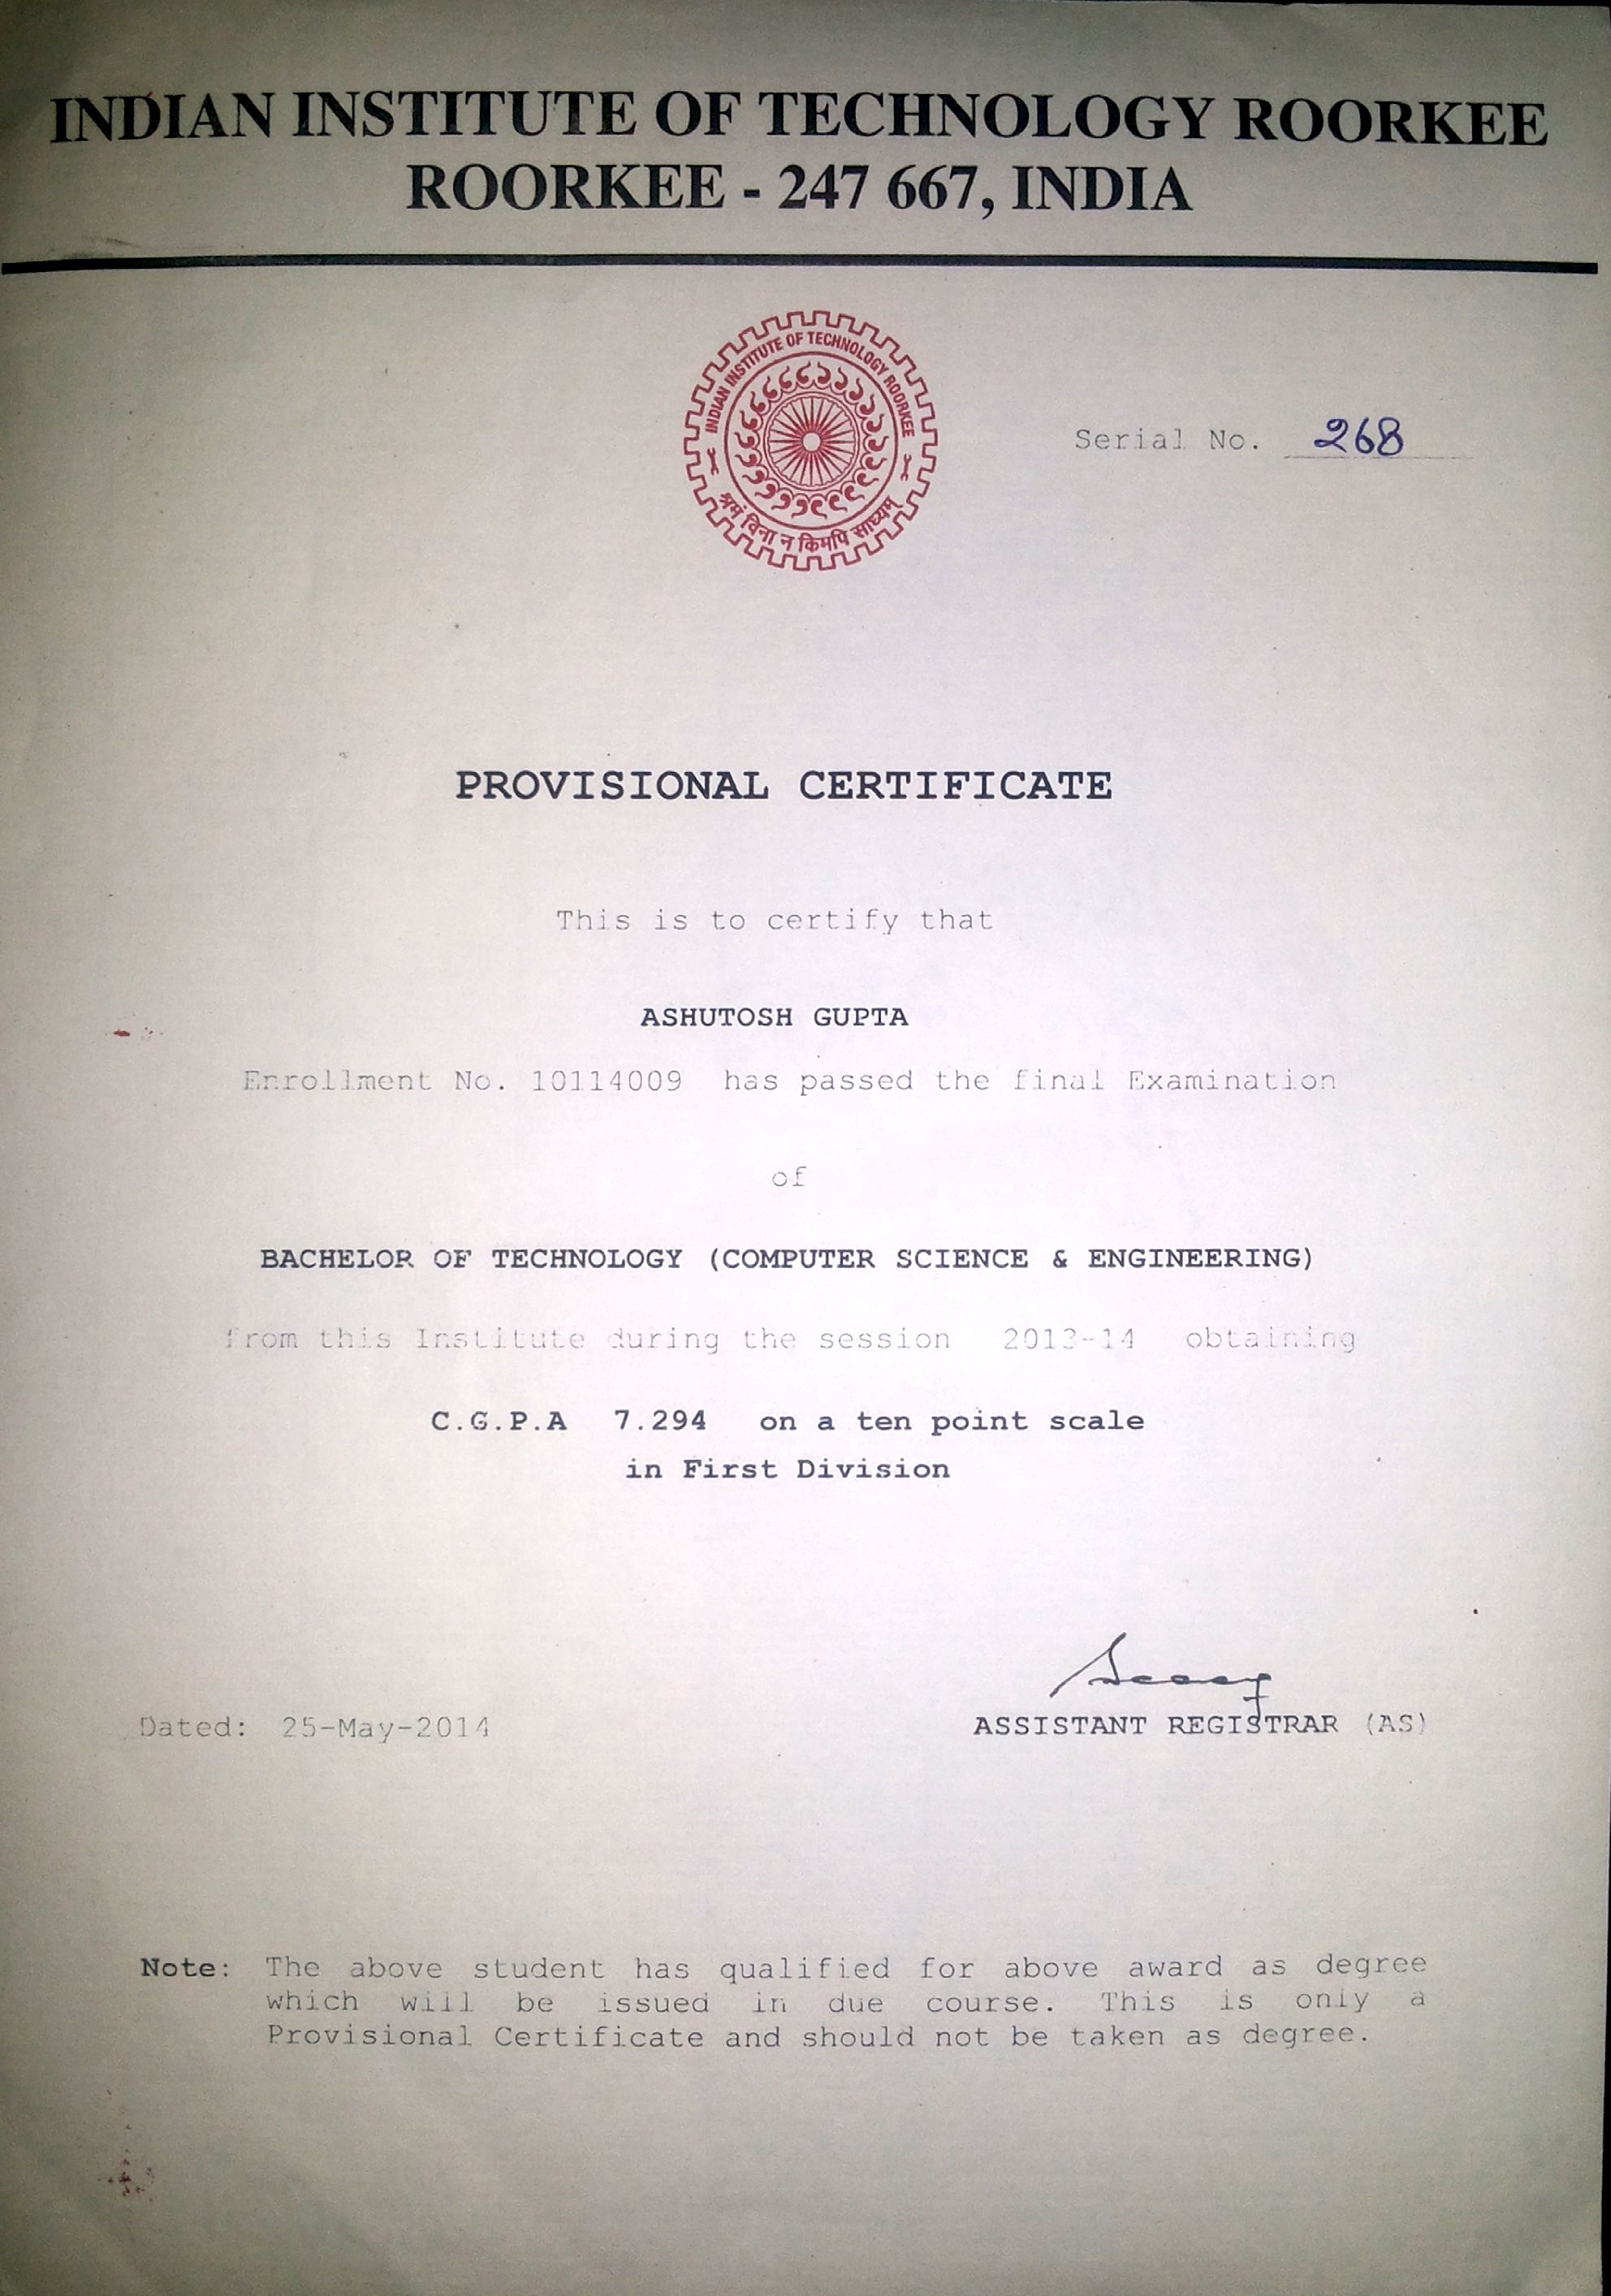 INDIAN INSTITUTE OF TECHNOLOGY ROORKEE
ROORKEE - 247 667, INDIA
INDIAN INSTITUTE OF TECHNOLOGY ROORKEE
श्रमं विना न किमपि साध्यम्
Serial No. 268
PROVISIONAL CERTIFICATE
This is to certify that
ASHUTOSH GUPTA
Enrollment No. 10114009 has passed the final Examination
of
BACHELOR OF TECHNOLOGY (COMPUTER SCIENCE & ENGINEERING)
from this Institute during the session 2013-14 obtaining
C.G.P.A 7.294 on a ten point scale
in First Division
Dated: 25-May-2014
ASSISTANT REGISTRAR (AS)
Note: The above student has qualified for above award as degree
which will be issued in due course. This is only a
Provisional Certificate and should not be taken as degree.